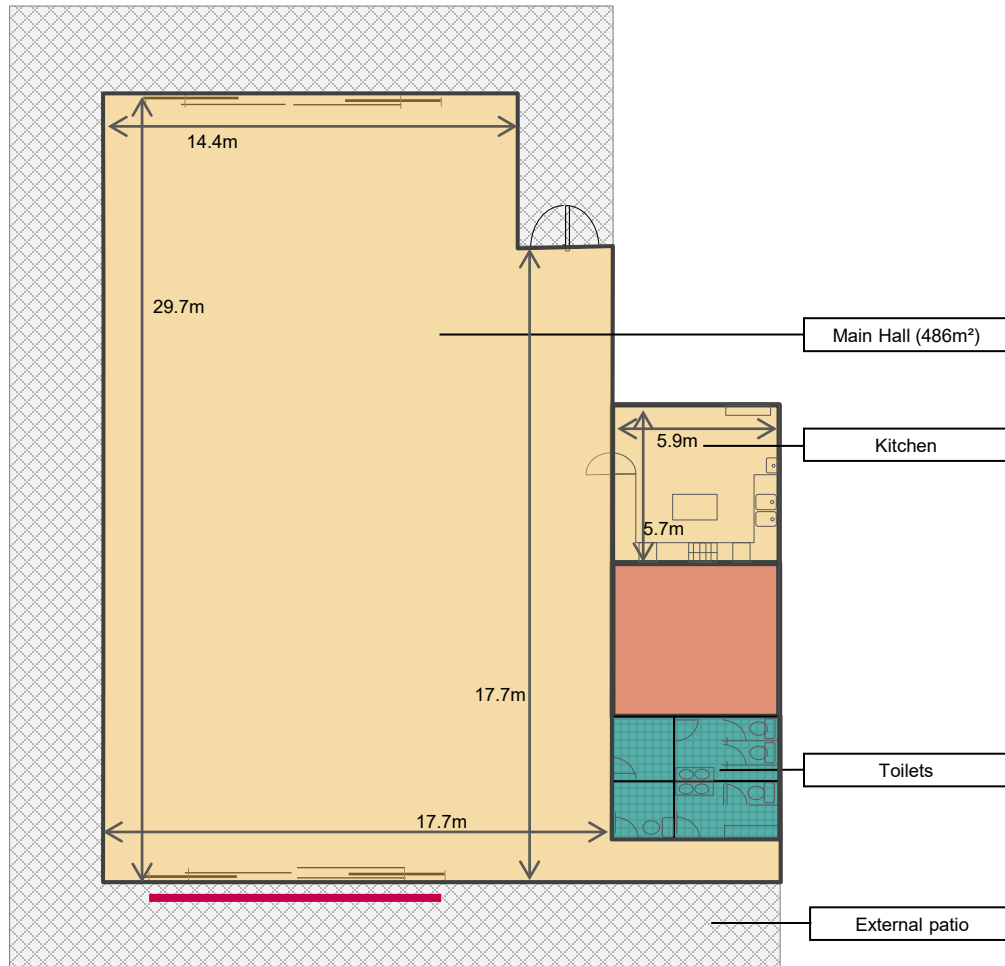 14.4m
29.7m
Main Hall (486m²)
5.9m
Kitchen
5.7m
17.7m
Toilets
17.7m
External patio